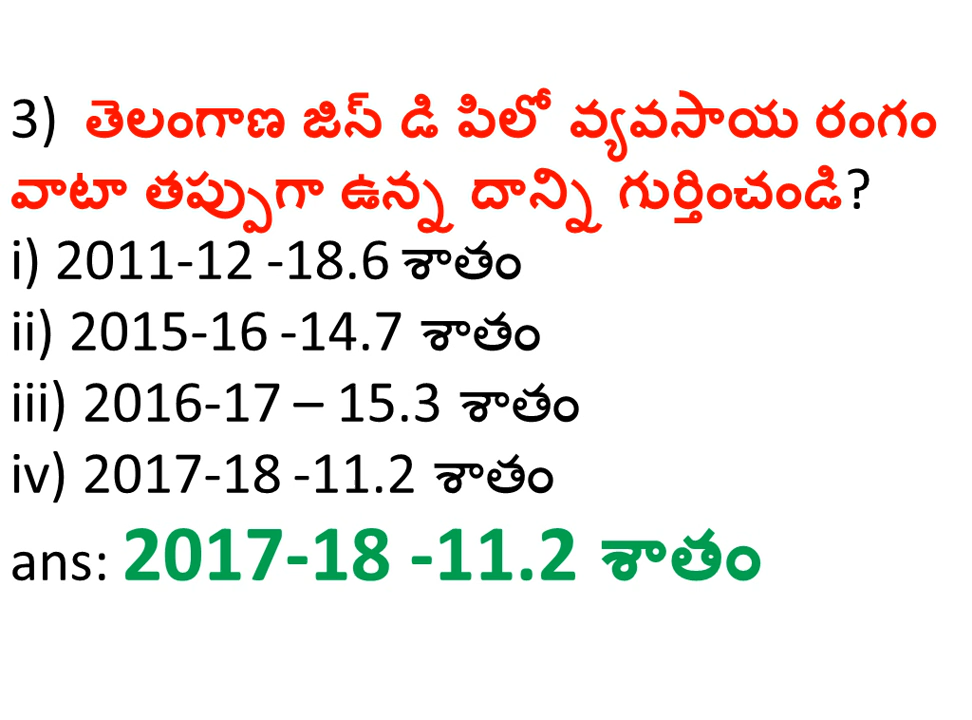 3) తెలంగాణ జిస్ డి పిలో వ్యవసాయ రంగం
వాటా తప్పుగా ఉన్న దాన్ని గుర్తించండి?
i) 2011-12 -18.6 శాతం
ii) 2015-16 -14.7 శాతం
iii) 2016-17 – 15.3 శాతం
iv) 2017-18 -11.2 శాతం
ans: 2017-18 -11.2 శాతం